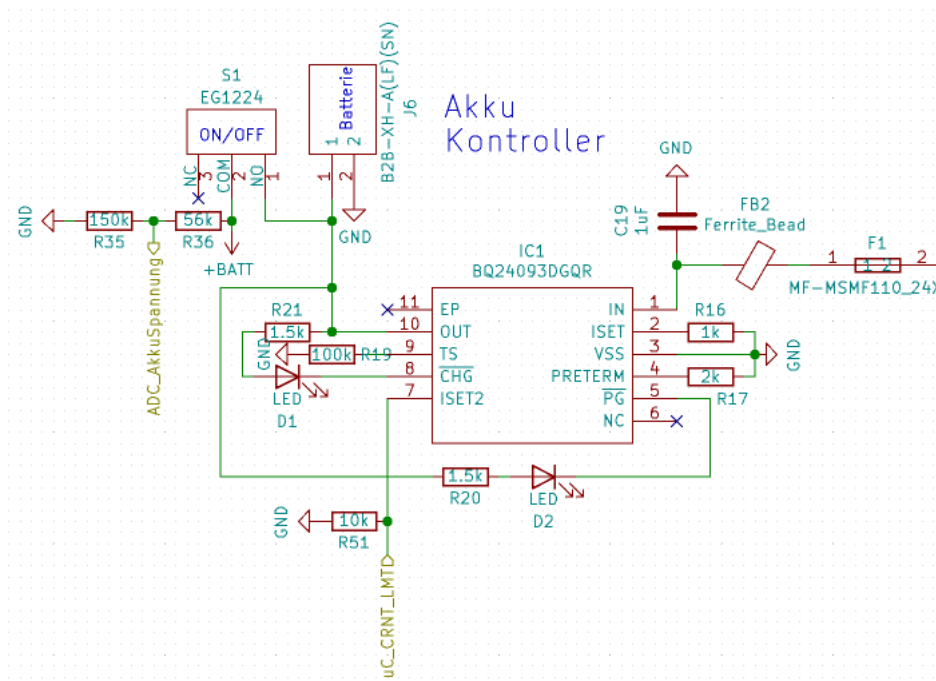 S1
EG1224
ON/OFF
NC
3
COM
2
NO
1
Batterie
1
2
1
2
B2B-XH-A(LF)(SN)
J6
Akku
Kontroller
GND
150k
R35
56k
R36
+BATT
GND
ADC_AkkuSpannung
GND
C19
1uF
FB2
Ferrite_Bead
F1
1
1 2
2
MF-MSMF110_24X
IC1
BQ24093DGQR
11
EP
10
OUT
9
TS
8
CHG
7
ISET2
IN
1
ISET
2
VSS
3
PRETERM
4
PG
5
NC
6
R21
1.5k
GND
100k
R19
LED
D1
R16
1k
GND
2k
R17
1.5k
R20
LED
D2
GND
10k
R51
uC_CRNT_LMTD